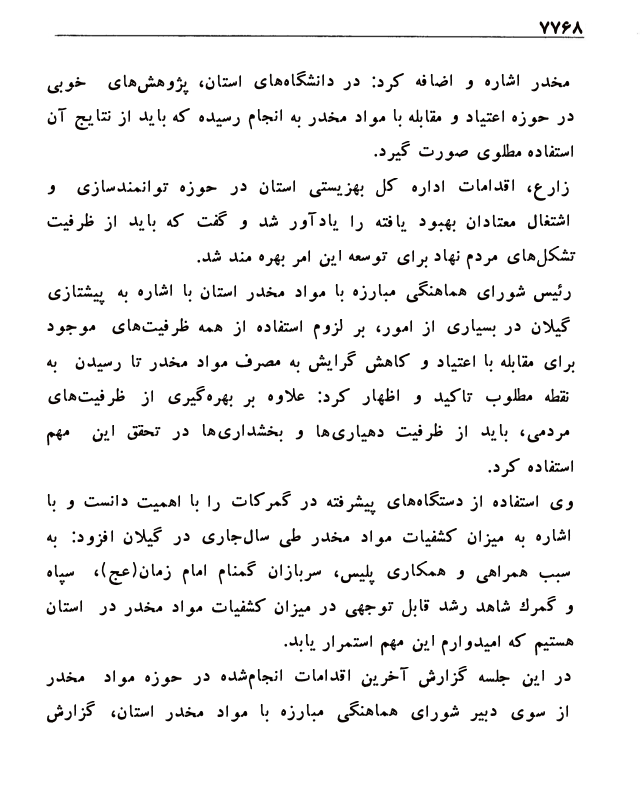 ۷۷۶۸
مخدر اشاره و اضافه کرد: در دانشگاه‌های استان، پژوهش‌های خوبی
در حوزه اعتیاد و مقابله با مواد مخدر به انجام رسیده که باید از نتایج آن
استفاده مطلوی صورت گیرد.
زارع، اقدامات اداره کل بهزیستی استان در حوزه توانمندسازی و
اشتغال معتادان بهبود یافته را یادآور شد و گفت که باید از ظرفیت
تشکل‌های مردم نهاد برای توسعه این امر بهره مند شد.
رئیس شورای هماهنگی مبارزه با مواد مخدر استان با اشاره به پیشتازی
گیلان در بسیاری از امور، بر لزوم استفاده از همه ظرفیت‌های موجود
برای مقابله با اعتیاد و کاهش گرایش به مصرف مواد مخدر تا رسیدن به
نقطه مطلوب تاکید و اظهار کرد: علاوه بر بهره‌گیری از ظرفیت‌های
مردمی، باید از ظرفیت دهیاری‌ها و بخشداری‌ها در تحقق این مهم
استفاده کرد.
وی استفاده از دستگاه‌های پیشرفته در گمرکات را با اهمیت دانست و با
اشاره به میزان کشفیات مواد مخدر طی سال‌جاری در گیلان افزود: به
سبب همراهی و همکاری پلیس، سربازان گمنام امام زمان(عج)، سپاه
و گمرك شاهد رشد قابل توجهی در میزان کشفیات مواد مخدر در استان
هستیم که امیدوارم این مهم استمرار یابد.
در این جلسه گزارش آخرین اقدامات انجام‌شده در حوزه مواد مخدر
از سوی دبیر شورای هماهنگی مبارزه با مواد مخدر استان، گزارش